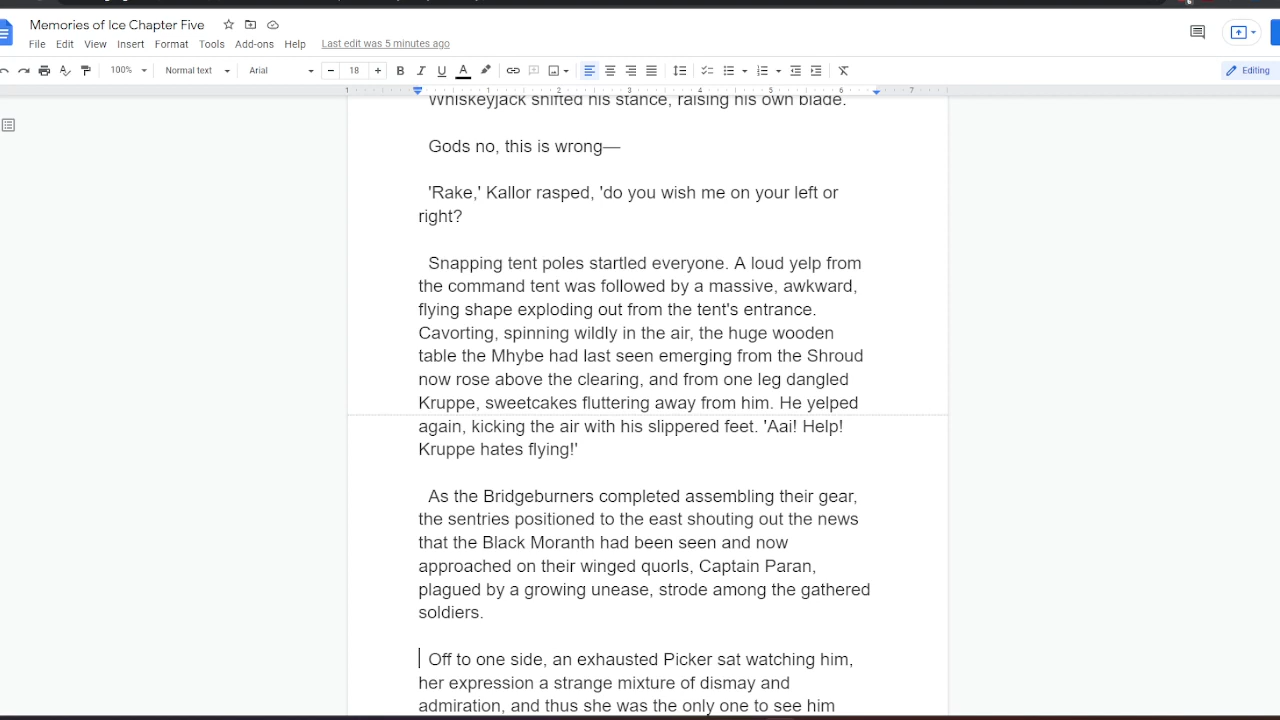 Memories of Ice Chapter Five
File Edit View Insert Format Tools Add-ons Help Last edit was 5 minutes ago
100% Normal text Arial − 18 + B I U A Editing
1 1 2 3 4 5 6 7
Whiskeyjack shifted his stance, raising his own blade.
Gods no, this is wrong—
'Rake,' Kallor rasped, 'do you wish me on your left or
right?
Snapping tent poles startled everyone. A loud yelp from
the command tent was followed by a massive, awkward,
flying shape exploding out from the tent's entrance.
Cavorting, spinning wildly in the air, the huge wooden
table the Mhybe had last seen emerging from the Shroud
now rose above the clearing, and from one leg dangled
Kruppe, sweetcakes fluttering away from him. He yelped
again, kicking the air with his slippered feet. 'Aai! Help!
Kruppe hates flying!'
As the Bridgeburners completed assembling their gear,
the sentries positioned to the east shouting out the news
that the Black Moranth had been seen and now
approached on their winged quorls, Captain Paran,
plagued by a growing unease, strode among the gathered
soldiers.
Off to one side, an exhausted Picker sat watching him,
her expression a strange mixture of dismay and
admiration, and thus she was the only one to see him